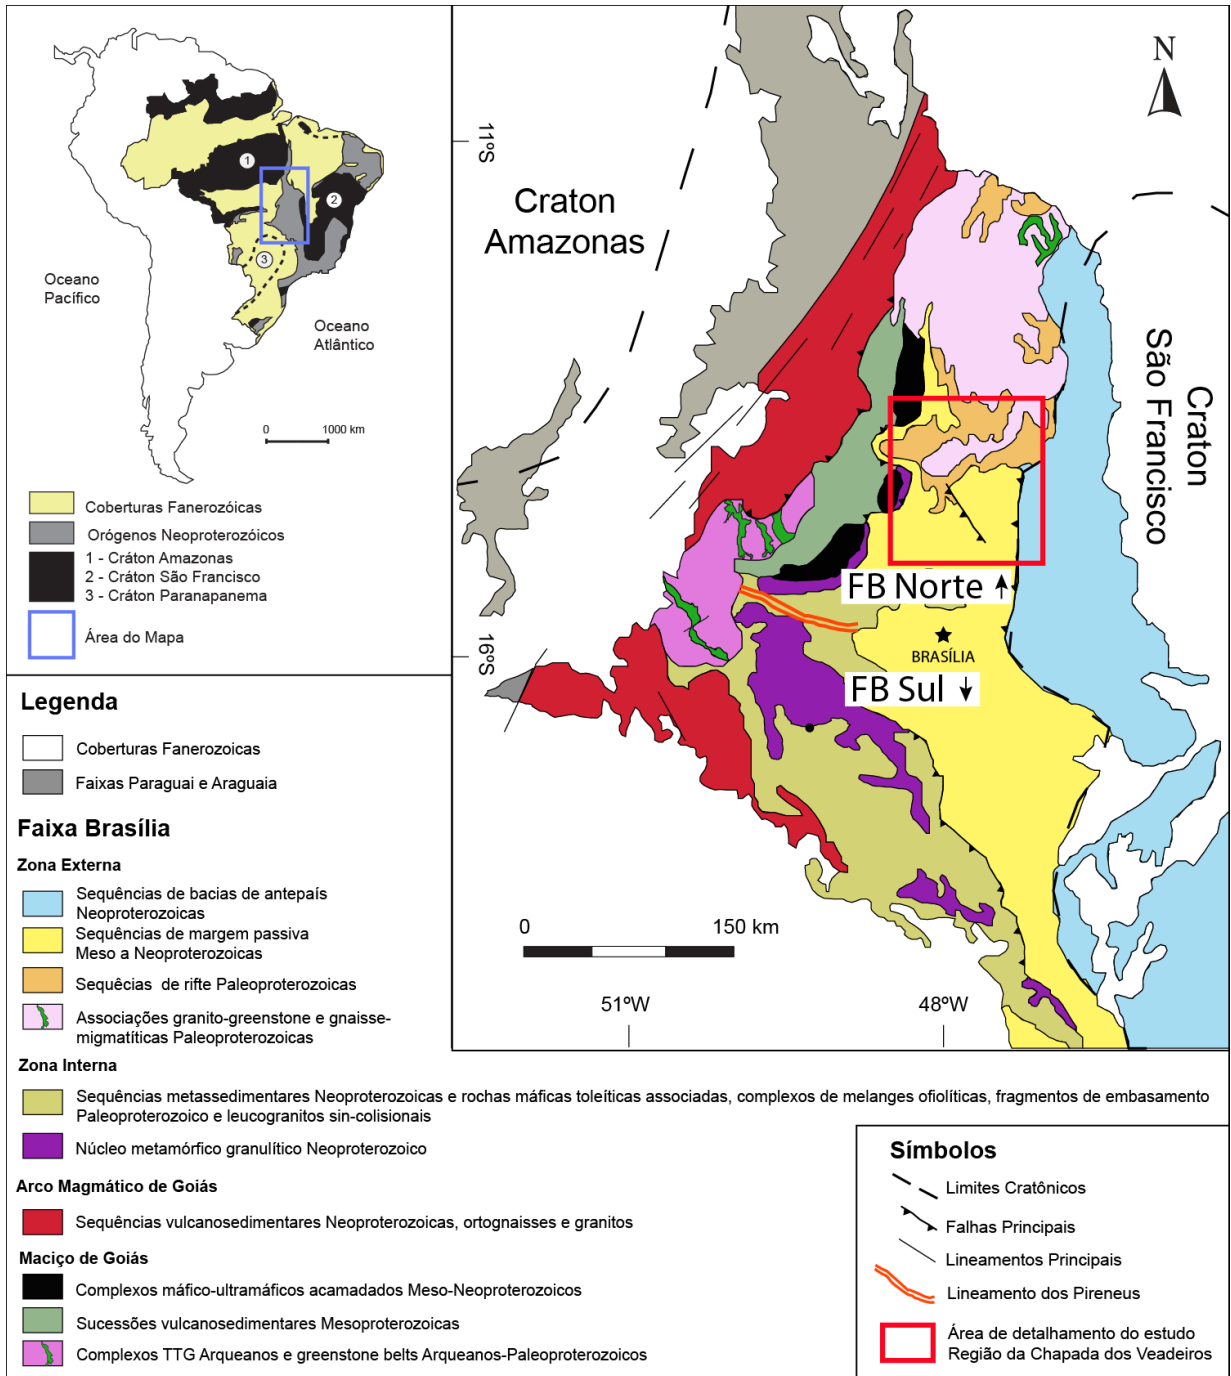 1
2
3
Oceano
Pacífico
Oceano
Atlântico
0 1000 km
Coberturas Fanerozóicas
Orógenos Neoproterozóicos
1 - Cráton Amazonas
2 - Cráton São Francisco
3 - Cráton Paranapanema
Área do Mapa
N
11ºS
16ºS
Craton
Amazonas
Craton
São Francisco
FB Norte
BRASÍLIA
FB Sul
0 150 km
51ºW 48ºW
Legenda
Coberturas Fanerozoicas
Faixas Paraguai e Araguaia
Faixa Brasília
Zona Externa
Sequências de bacias de antepaís
Neoproterozoicas
Sequências de margem passiva
Meso a Neoproterozoicas
Sequêcias de rifte Paleoproterozoicas
Associações granito-greenstone e gnaisse-
migmatíticas Paleoproterozoicas
Zona Interna
Sequências metassedimentares Neoproterozoicas e rochas máficas toleíticas associadas, complexos de melanges ofiolíticas, fragmentos de embasamento
Paleoproterozoico e leucogranitos sin-colisionais
Núcleo metamórfico granulítico Neoproterozoico
Arco Magmático de Goiás
Sequências vulcanosedimentares Neoproterozoicas, ortognaisses e granitos
Maciço de Goiás
Complexos máfico-ultramáficos acamadados Meso-Neoproterozoicos
Sucessões vulcanosedimentares Mesoproterozoicas
Complexos TTG Arqueanos e greenstone belts Arqueanos-Paleoproterozoicos
Símbolos
Limites Cratônicos
Falhas Principais
Lineamentos Principais
Lineamento dos Pireneus
Área de detalhamento do estudo
Região da Chapada dos Veadeiros